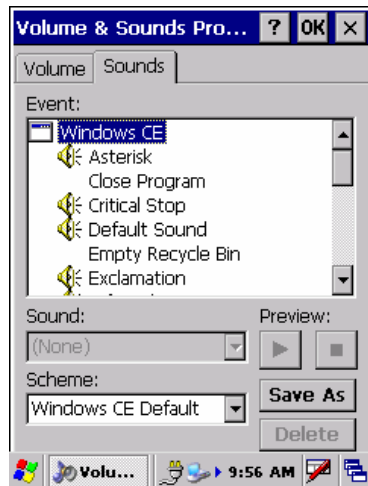 Volume & Sounds Pro... ? OK ×
Volume Sounds
Event:
Windows CE
Asterisk
Close Program
Critical Stop
Default Sound
Empty Recycle Bin
Exclamation
Sound: Preview:
(None)
Scheme:
Windows CE Default
Save As
Delete
Volu... 9:56 AM